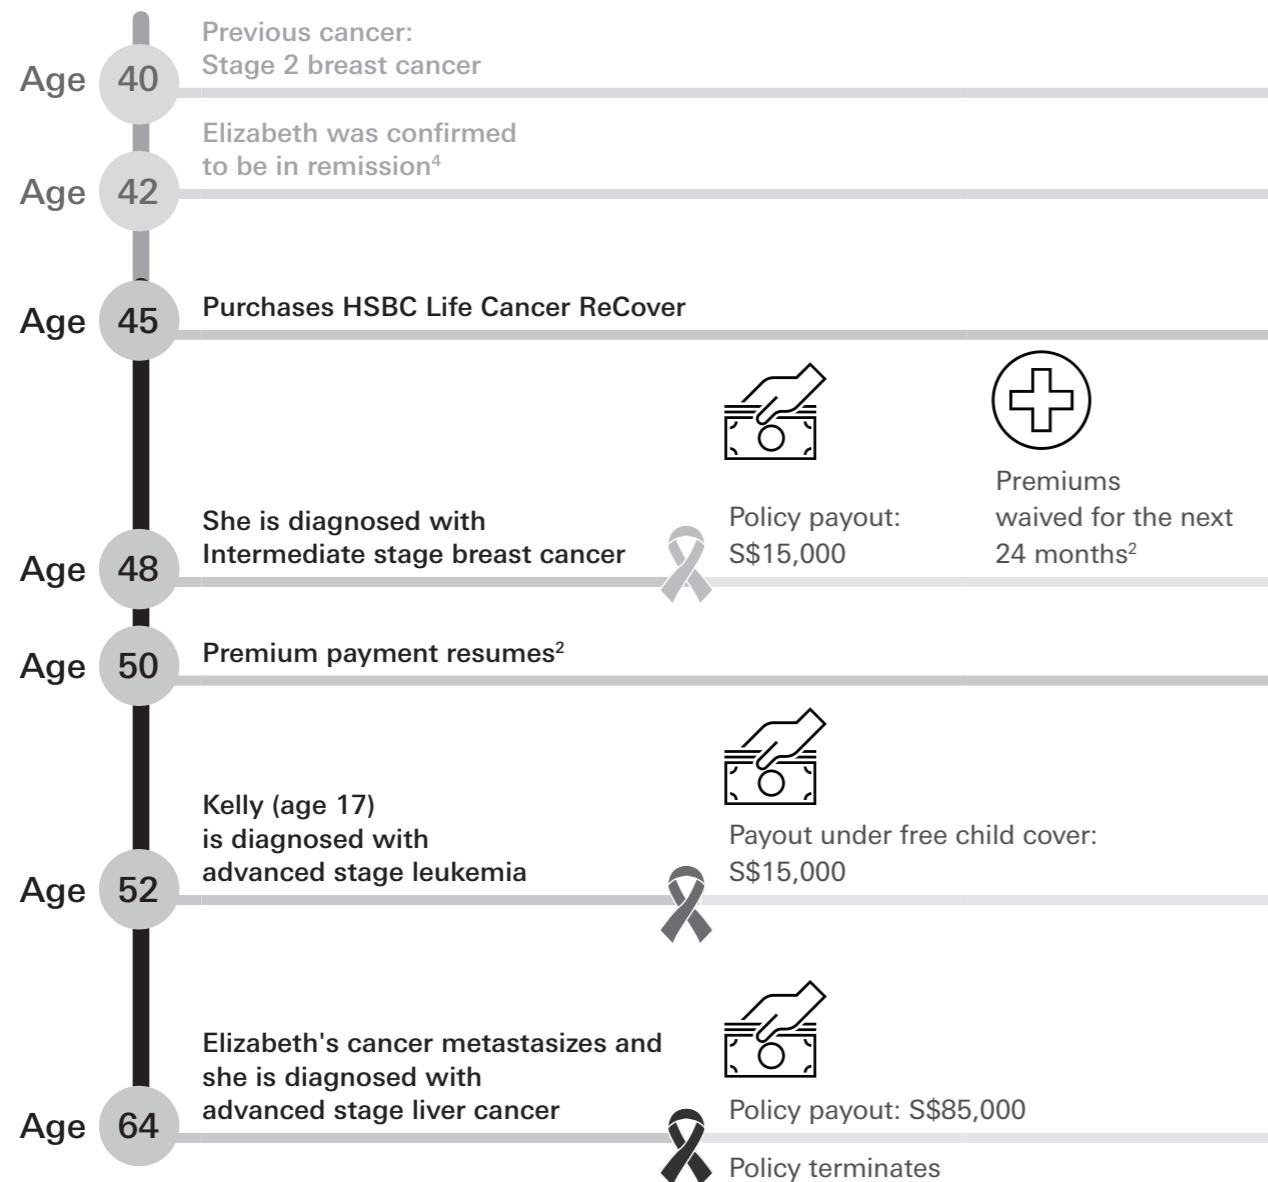 Previous cancer:
Stage 2 breast cancer
Age 40
Elizabeth was confirmed
to be in remission⁴
Age 42
Purchases HSBC Life Cancer ReCover
Age 45
She is diagnosed with
Intermediate stage breast cancer
Policy payout:
S$15,000
Premiums
waived for the next
24 months²
Age 48
Premium payment resumes²
Age 50
Kelly (age 17)
is diagnosed with
advanced stage leukemia
Payout under free child cover:
S$15,000
Age 52
Elizabeth's cancer metastasizes and
she is diagnosed with
advanced stage liver cancer
Policy payout: S$85,000
Age 64
Policy terminates